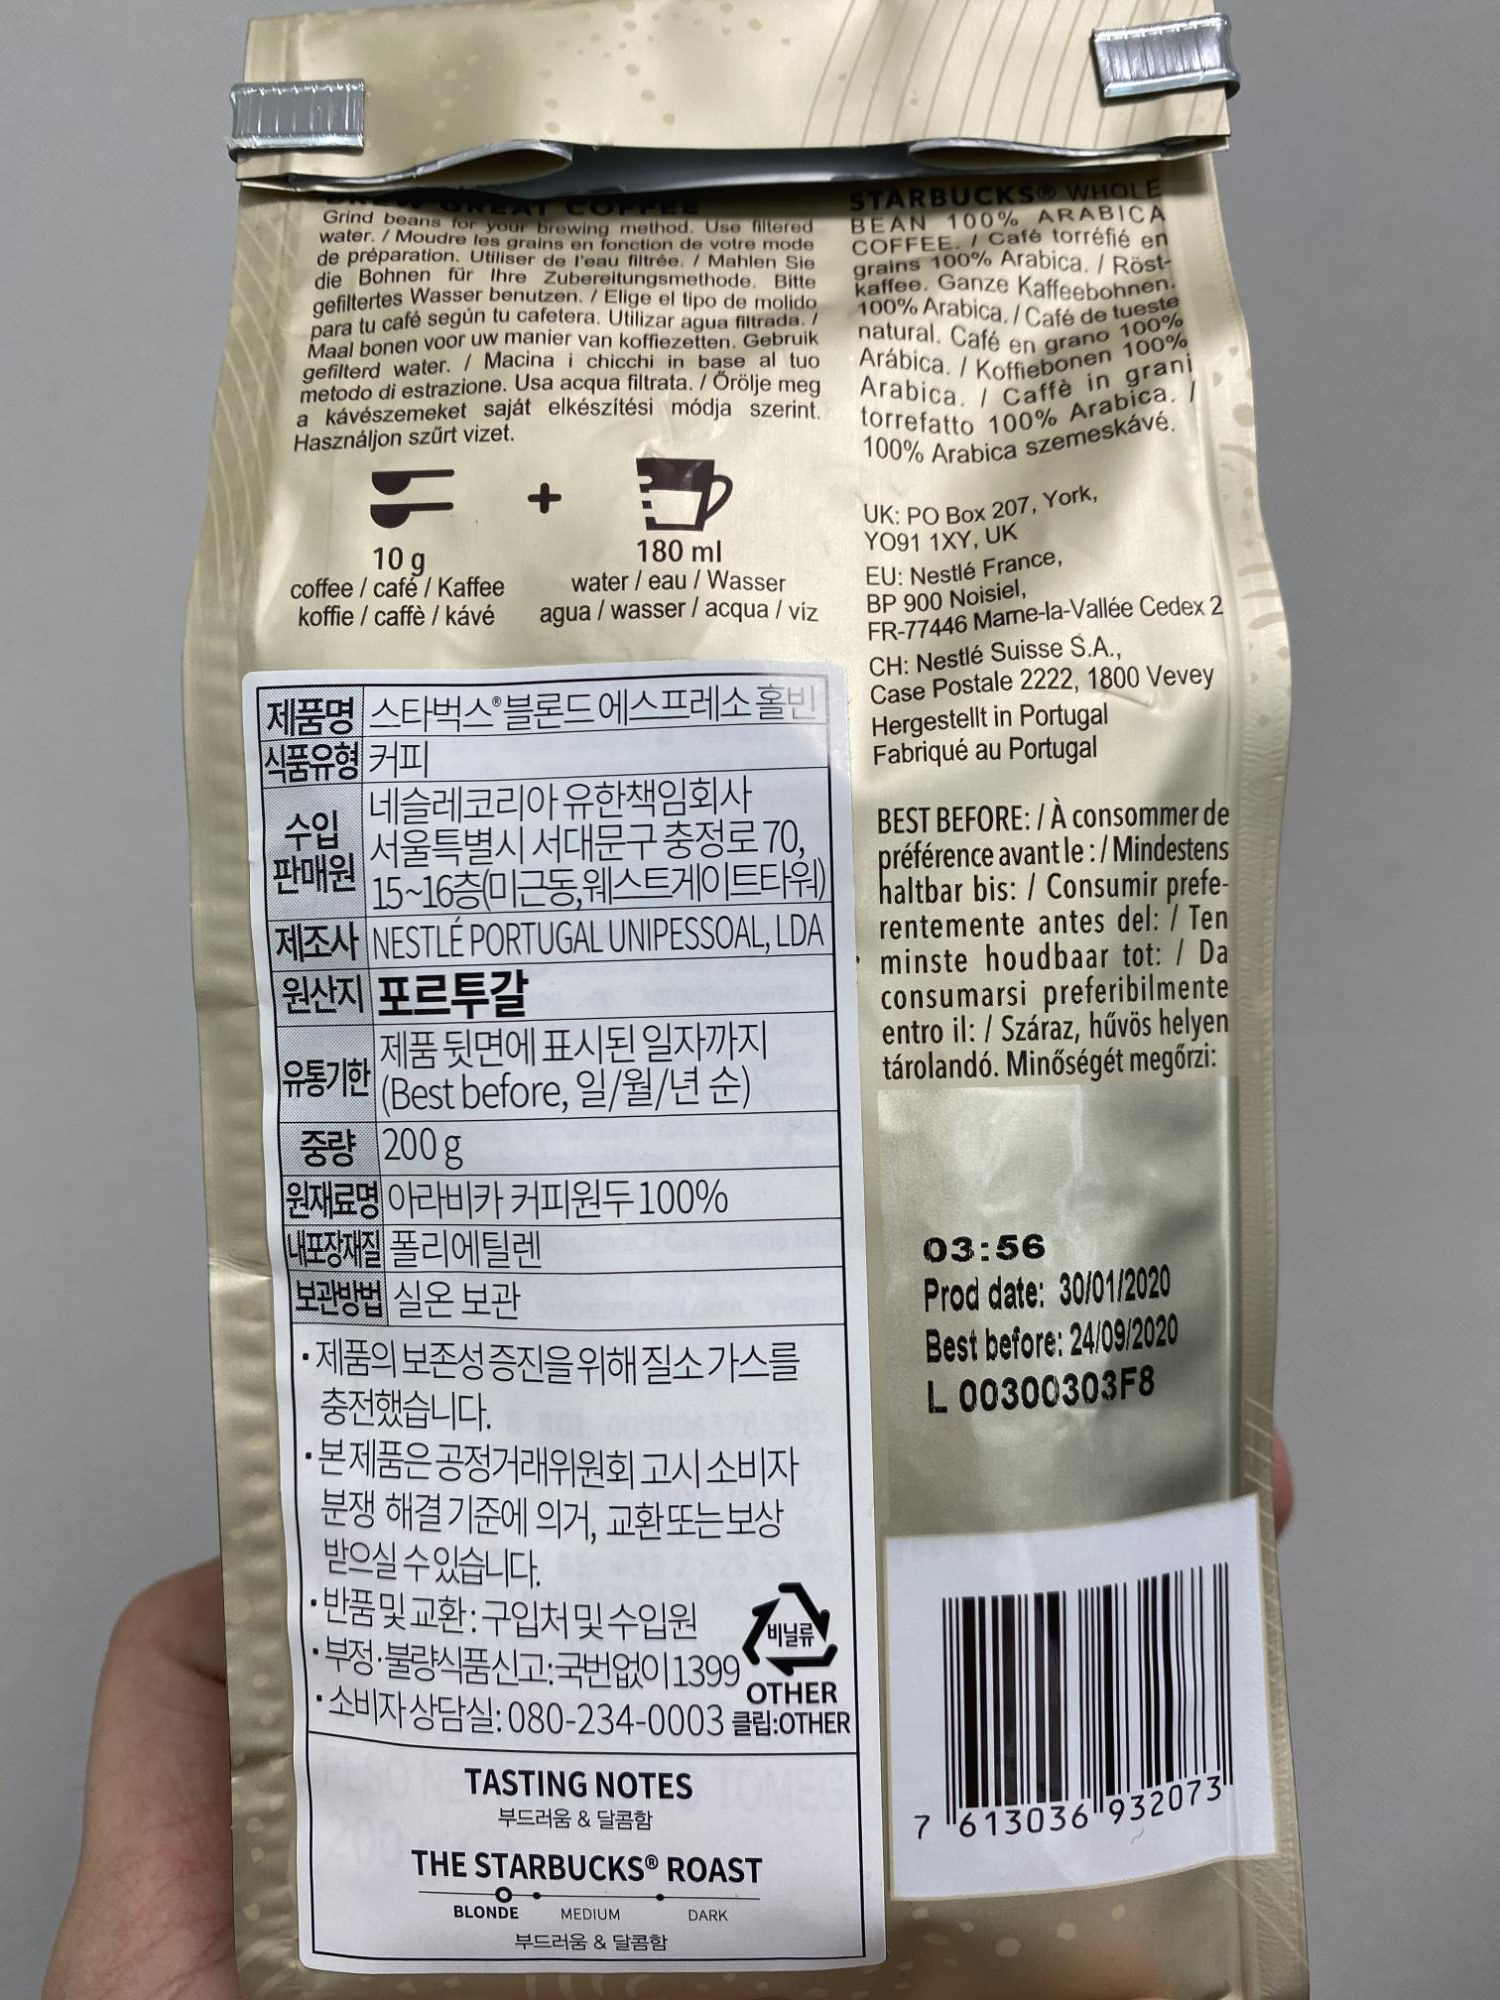 BREW GREAT COFFEE
Grind beans for your brewing method. Use filtered
water. / Moudre les grains en fonction de votre mode
de préparation. Utiliser de l'eau filtrée. / Mahlen Sie
die Bohnen für Ihre Zubereitungsmethode. Bitte
gefiltertes Wasser benutzen. / Elige el tipo de molido
para tu café según tu cafetera. Utilizar agua filtrada. /
Maal bonen voor uw manier van koffiezetten. Gebruik
gefilterd water. / Macina i chicchi in base al tuo
metodo di estrazione. Usa acqua filtrata. / Őrölje meg
a kávészemeket saját elkészítési módja szerint.
Használjon szűrt vizet.
10 g
coffee / café / Kaffee
koffie / caffè / kávé
+
180 ml
water / eau / Wasser
agua / wasser / acqua / víz
STARBUCKS® WHOLE
BEAN 100% ARABICA
COFFEE. / Café torréfié en
grains 100% Arabica. / Röst-
kaffee. Ganze Kaffeebohnen.
100% Arabica. / Café de tueste
natural. Café en grano 100%
Arábica. / Koffiebonen 100%
Arabica. / Caffè in grani
torrefatto 100% Arabica. /
100% Arabica szemeskávé.
UK: PO Box 207, York,
YO91 1XY, UK
EU: Nestlé France,
BP 900 Noisiel,
FR-77446 Marne-la-Vallée Cedex 2
CH: Nestlé Suisse S.A.,
Case Postale 2222, 1800 Vevey
Hergestellt in Portugal
Fabriqué au Portugal
BEST BEFORE: / À consommer de
préférence avant le : / Mindestens
haltbar bis: / Consumir prefe-
rentemente antes del: / Ten
minste houdbaar tot: / Da
consumarsi preferibilmente
entro il: / Száraz, hűvös helyen
tárolandó. Minőségét megőrzi:
03:56
Prod date: 30/01/2020
Best before: 24/09/2020
L 00300303F8
7 613036 932073
제품명 스타벅스® 블론드 에스프레소 홀빈
식품유형 커피
수입 판매원 네슬레코리아 유한책임회사
서울특별시 서대문구 충정로 70,
15~16층(미근동,웨스트게이트타워)
제조사 NESTLÉ PORTUGAL UNIPESSOAL, LDA
원산지 포르투갈
유통기한 제품 뒷면에 표시된 일자까지
(Best before, 일/월/년 순)
중량 200 g
원재료명 아라비카 커피원두 100%
내포장재질 폴리에틸렌
보관방법 실온 보관
· 제품의 보존성 증진을 위해 질소 가스를
충전했습니다.
· 본 제품은 공정거래위원회 고시 소비자
분쟁 해결 기준에 의거, 교환 또는 보상
받으실 수 있습니다.
· 반품 및 교환 : 구입처 및 수입원
· 부정·불량식품신고:국번없이 1399
· 소비자 상담실: 080-234-0003
비닐류
OTHER
클립:OTHER
TASTING NOTES
부드러움 & 달콤함
THE STARBUCKS® ROAST
BLONDE MEDIUM DARK
부드러움 & 달콤함